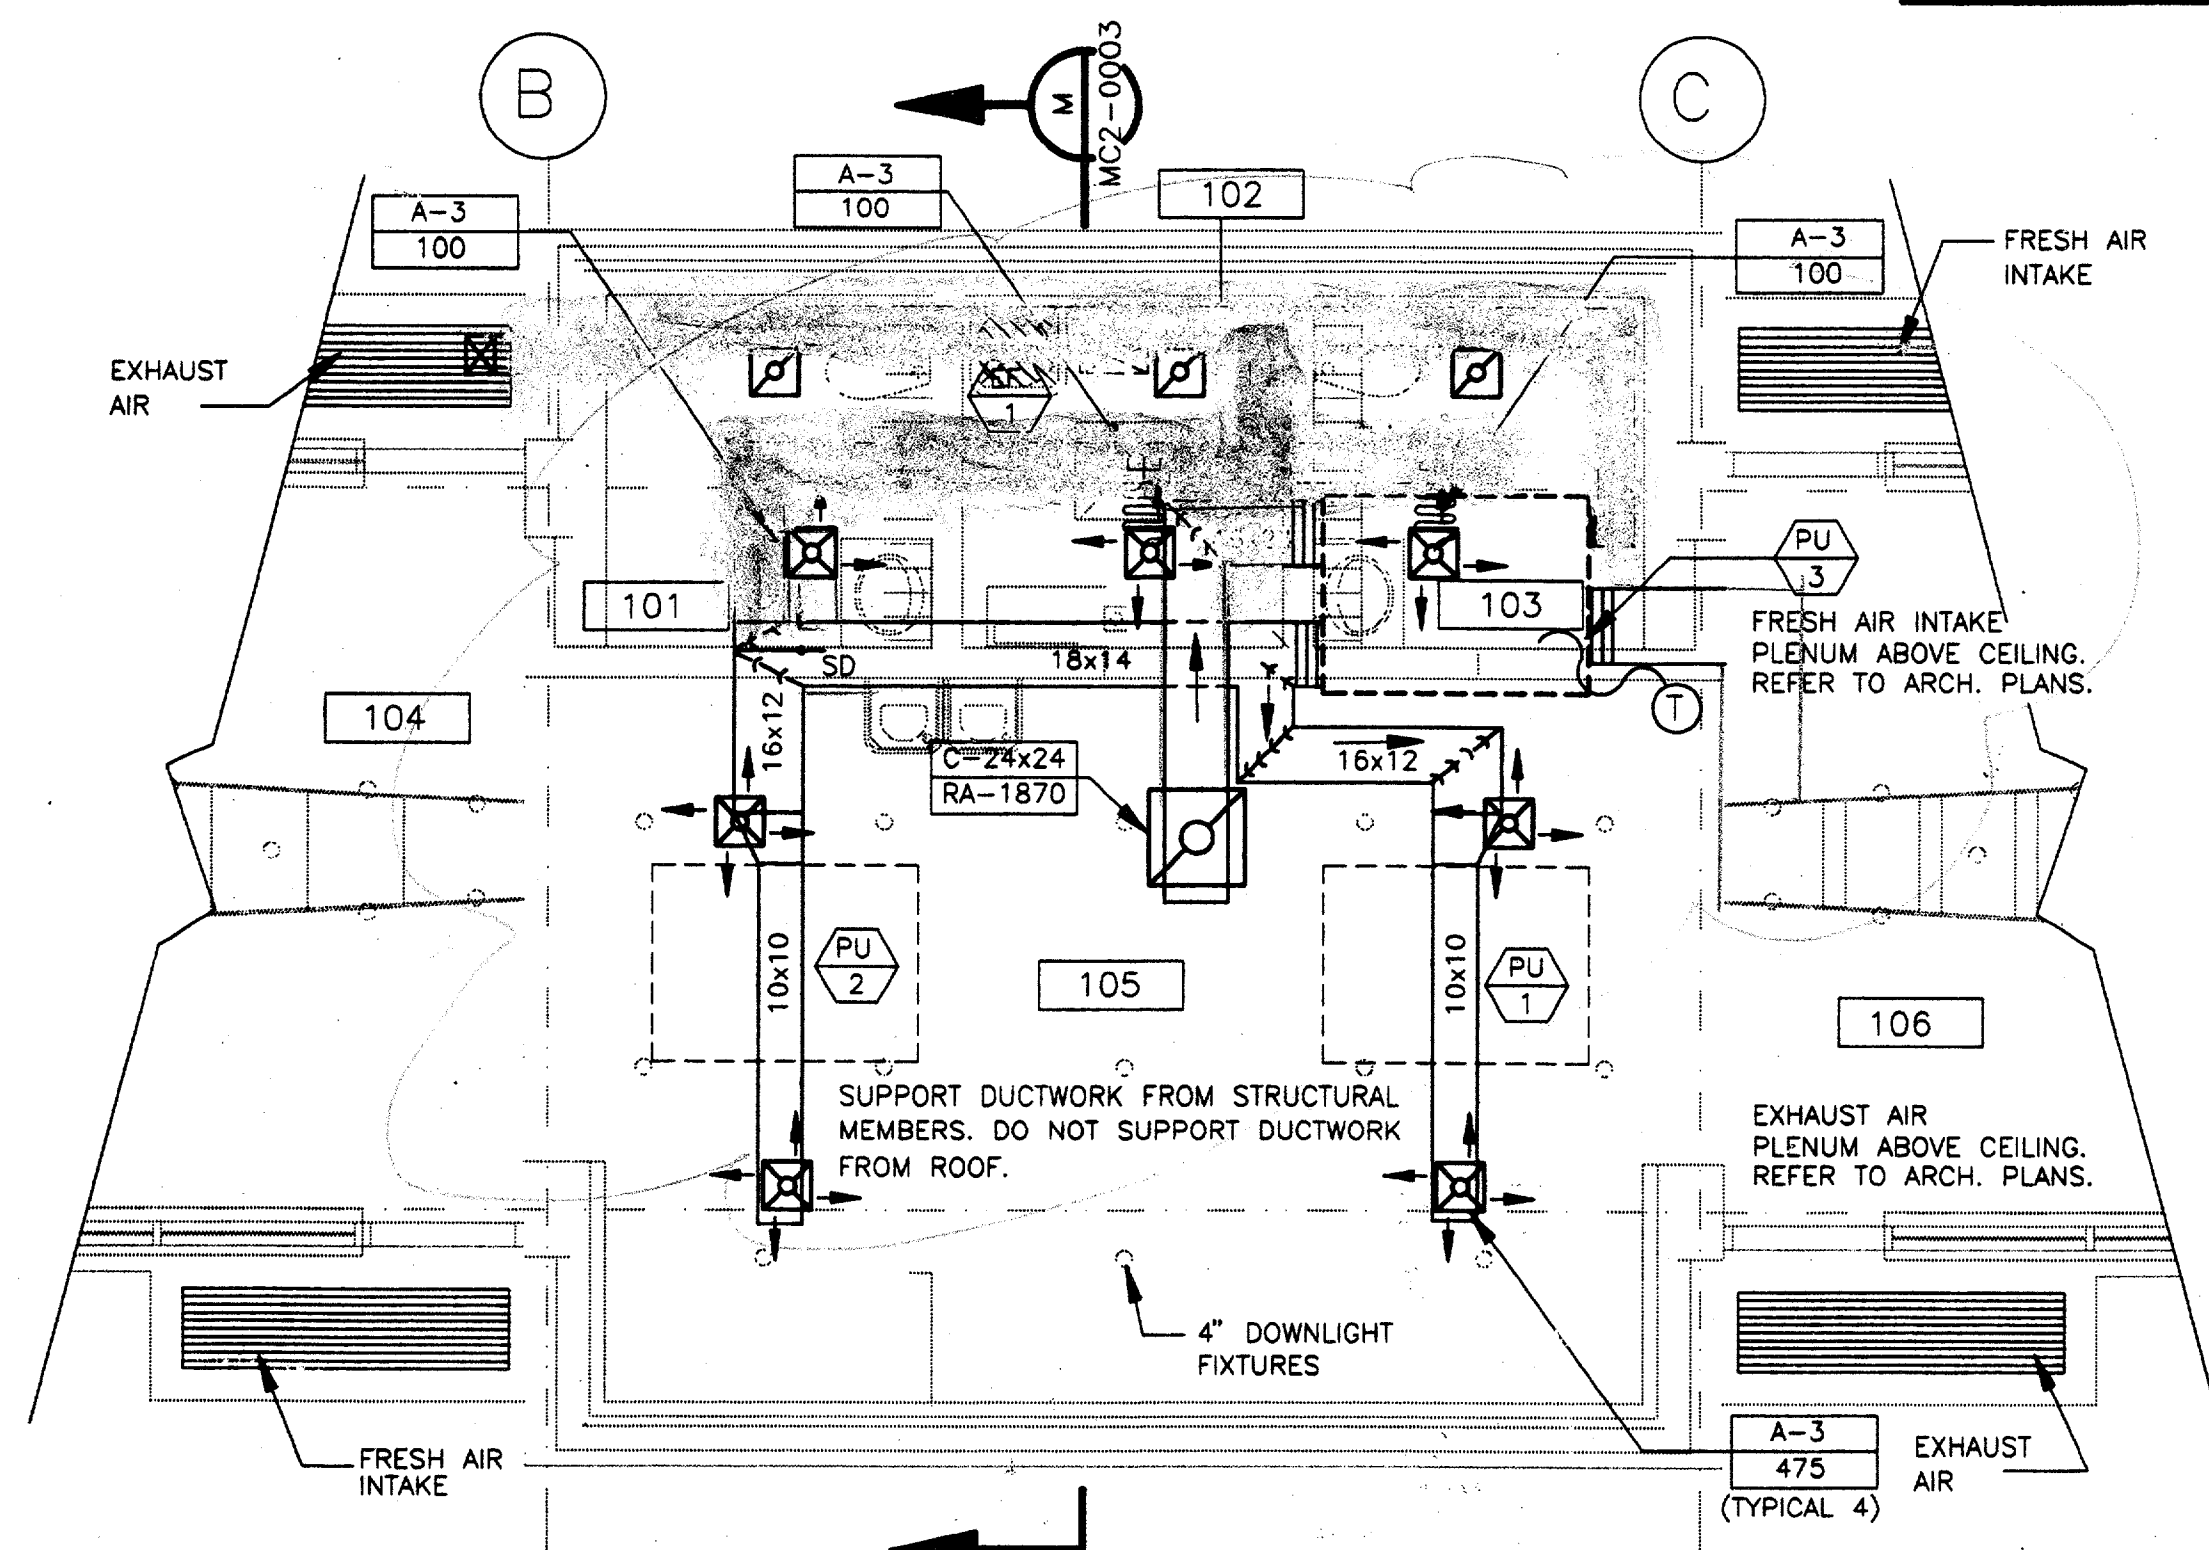 B
M
MC2-0003
C
A-3
100
A-3
100
102
A-3
100
FRESH AIR
INTAKE
EXHAUST
AIR
1
101
103
PU
3
FRESH AIR INTAKE
PLENUM ABOVE CEILING.
REFER TO ARCH. PLANS.
SD
18x14
T
104
16x12
C-24x24
RA-1870
16x12
10x10
PU
2
105
10x10
PU
1
106
SUPPORT DUCTWORK FROM STRUCTURAL
MEMBERS. DO NOT SUPPORT DUCTWORK
FROM ROOF.
EXHAUST AIR
PLENUM ABOVE CEILING.
REFER TO ARCH. PLANS.
4" DOWNLIGHT
FIXTURES
FRESH AIR
INTAKE
A-3
475
(TYPICAL 4)
EXHAUST
AIR